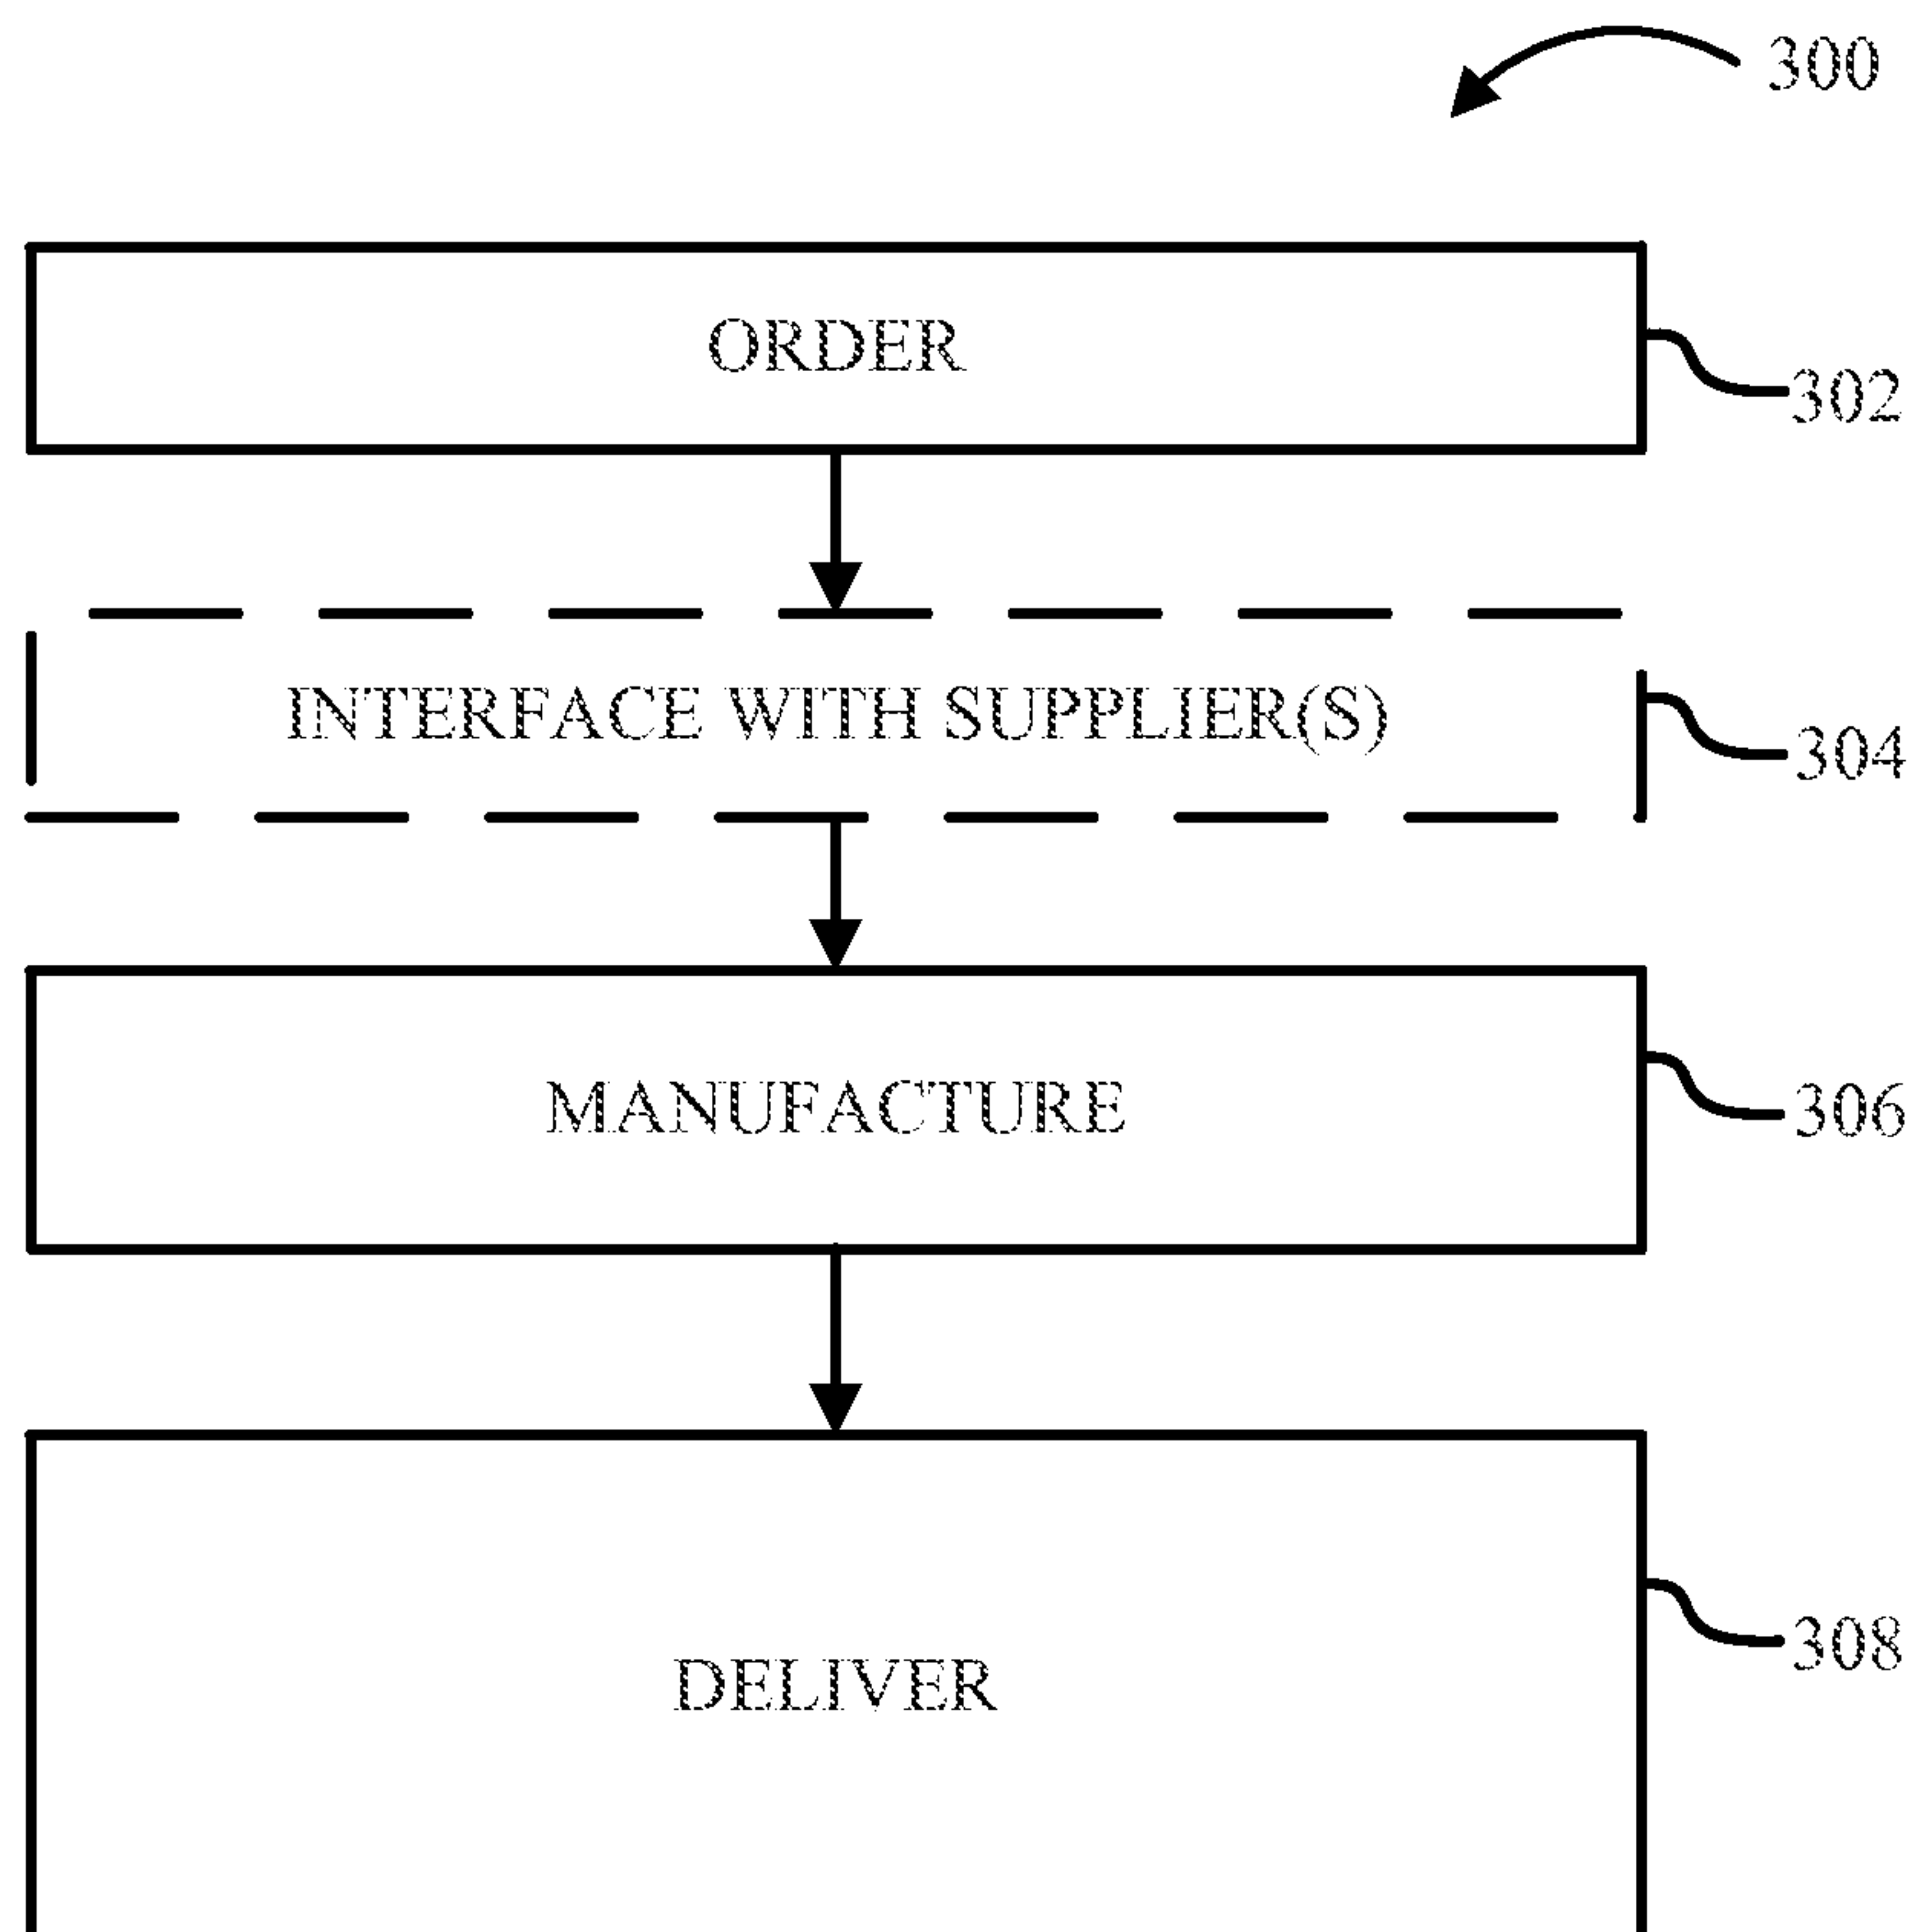 300
ORDER
302
INTERFACE WITH SUPPLIER(S)
304
MANUFACTURE
306
DELIVER
308